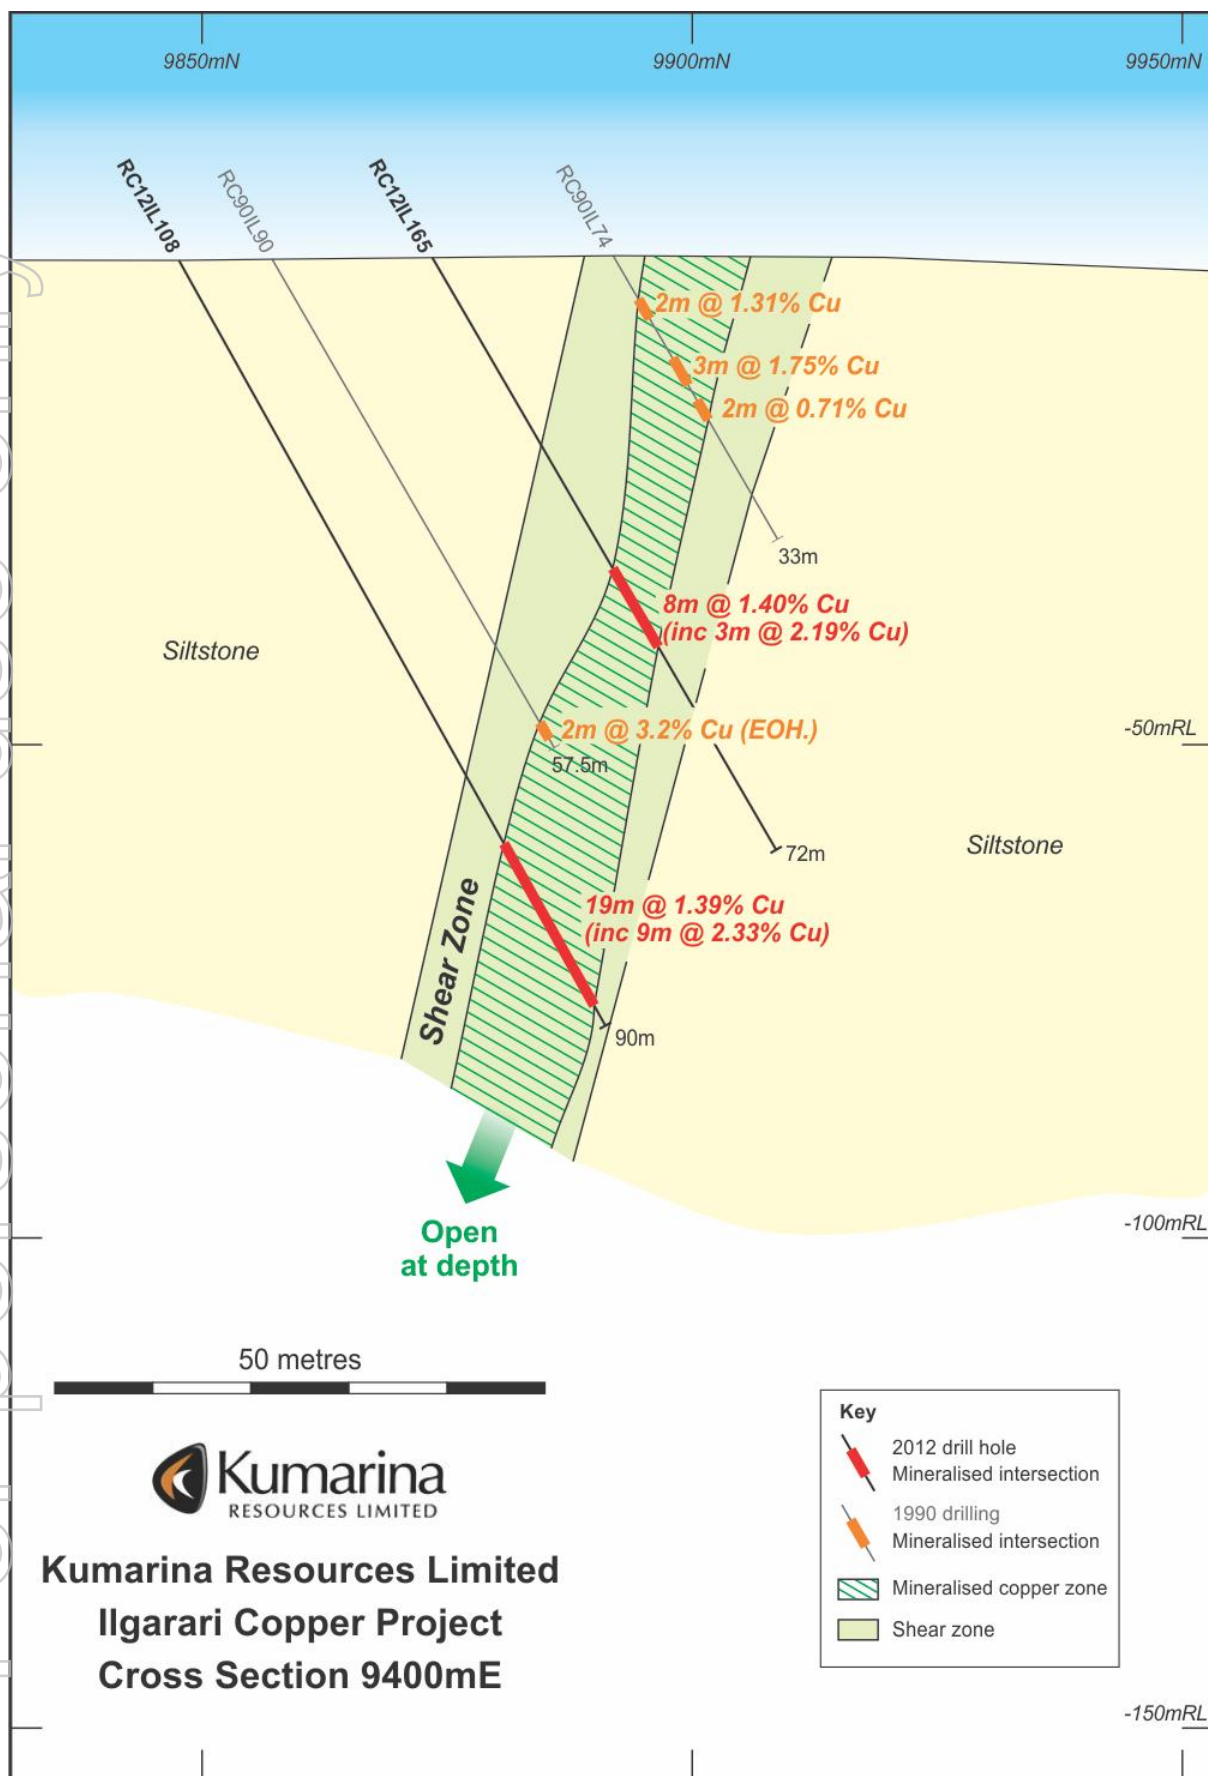 9850mN
9900mN
9950mN
RC12IL108
RC90IL90
RC12IL165
RC90IL74
2m @ 1.31% Cu
3m @ 1.75% Cu
2m @ 0.71% Cu
33m
8m @ 1.40% Cu
(inc 3m @ 2.19% Cu)
Siltstone
-50mRL
2m @ 3.2% Cu (EOH.)
57.5m
72m
Siltstone
19m @ 1.39% Cu
(inc 9m @ 2.33% Cu)
Shear Zone
90m
-100mRL
Open
at depth
50 metres
Kumarina
RESOURCES LIMITED
Kumarina Resources Limited
Ilgarari Copper Project
Cross Section 9400mE
Key
2012 drill hole
Mineralised intersection
1990 drilling
Mineralised intersection
Mineralised copper zone
Shear zone
-150mRL